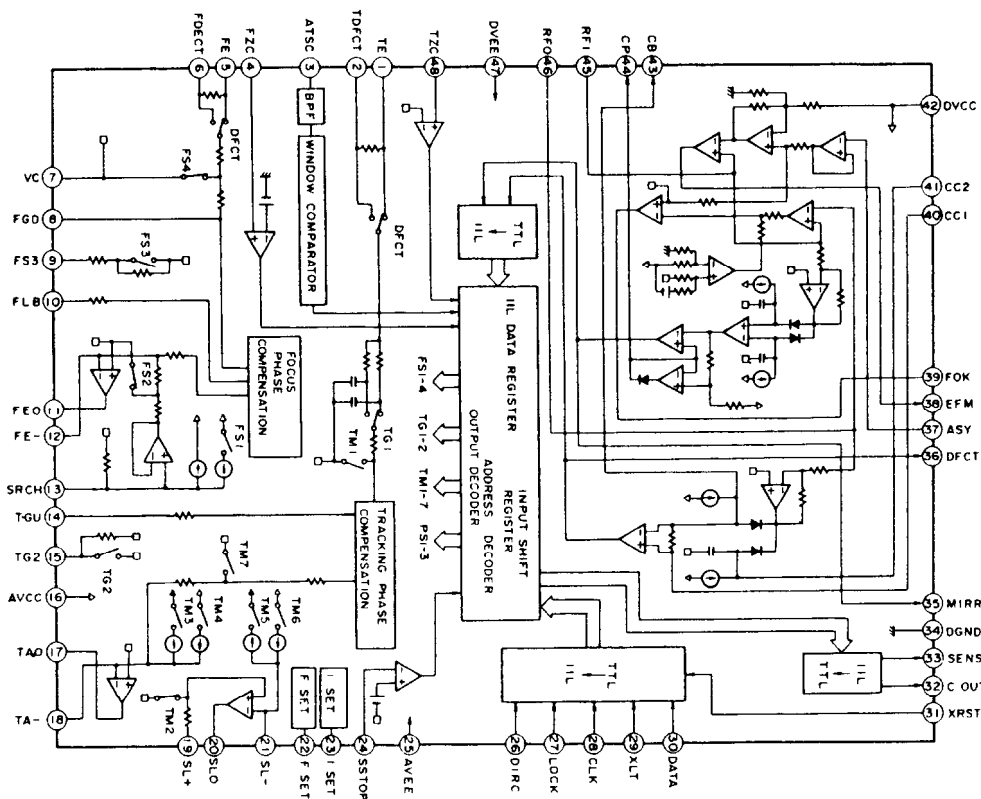 FDECT 6
FE 5
FZC 4
ATSC 3
TDFCT 2
TE 1
TZC 48
DVEE 47
RFO 46
RFI 45
CP 44
CB 43
42 DVCC
41 CC2
40 CC1
39 FOK
38 EFM
37 ASY
36 DFCT
35 MIRR
34 DGND
33 SENS
32 C OUT
31 XRST
VC 7
FGD 8
FS3 9
FLB 10
FEO 11
FE- 12
SRCH 13
TGU 14
TG2 15
AVCC 16
TAO 17
TA- 18
19 SL+
20 SLO
21 SL-
22 F SET
23 I SET
24 SSTOP
25 AVEE
26 DIRC
27 LOCK
28 CLK
29 XLT
30 DATA
DFCT
FS4
FS3
FS2
FS1
BPF
WINDOW COMPARATOR
DFCT
FOCUS PHASE COMPENSATION
TG1
TM1
TRACKING PHASE COMPENSATION
TG2
TM7
TM3
TM4
TM5
TM6
TM2
F SET
I SET
TTL
IIL
IIL DATA REGISTER
INPUT SHIFT REGISTER
ADDRESS DECODER
OUTPUT DECODER
FS1-4
TG1-2
TM1-7
PS1-3
IIL
TTL
IIL
TTL